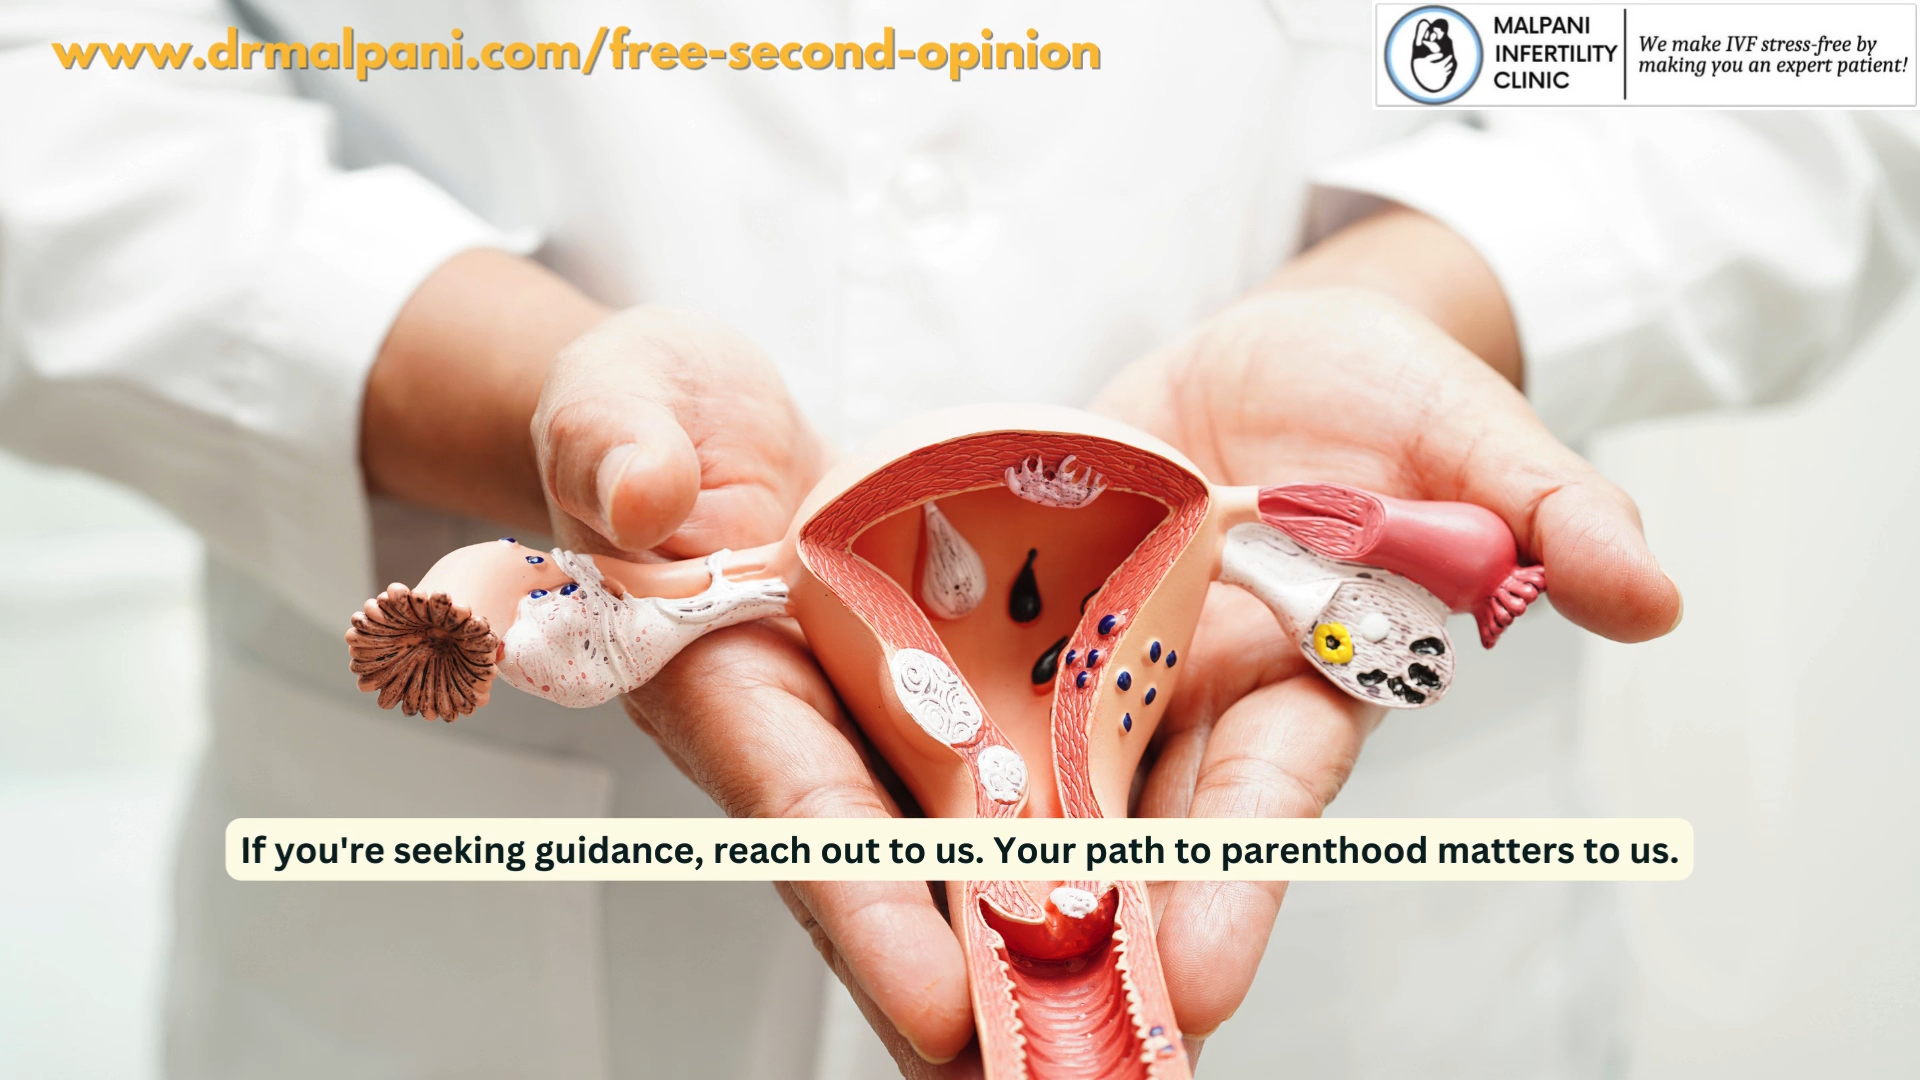 www.drmalpani.com/free-second-opinion
MALPANI
INFERTILITY
CLINIC
We make IVF stress-free by
making you an expert patient!
If you're seeking guidance, reach out to us. Your path to parenthood matters to us.